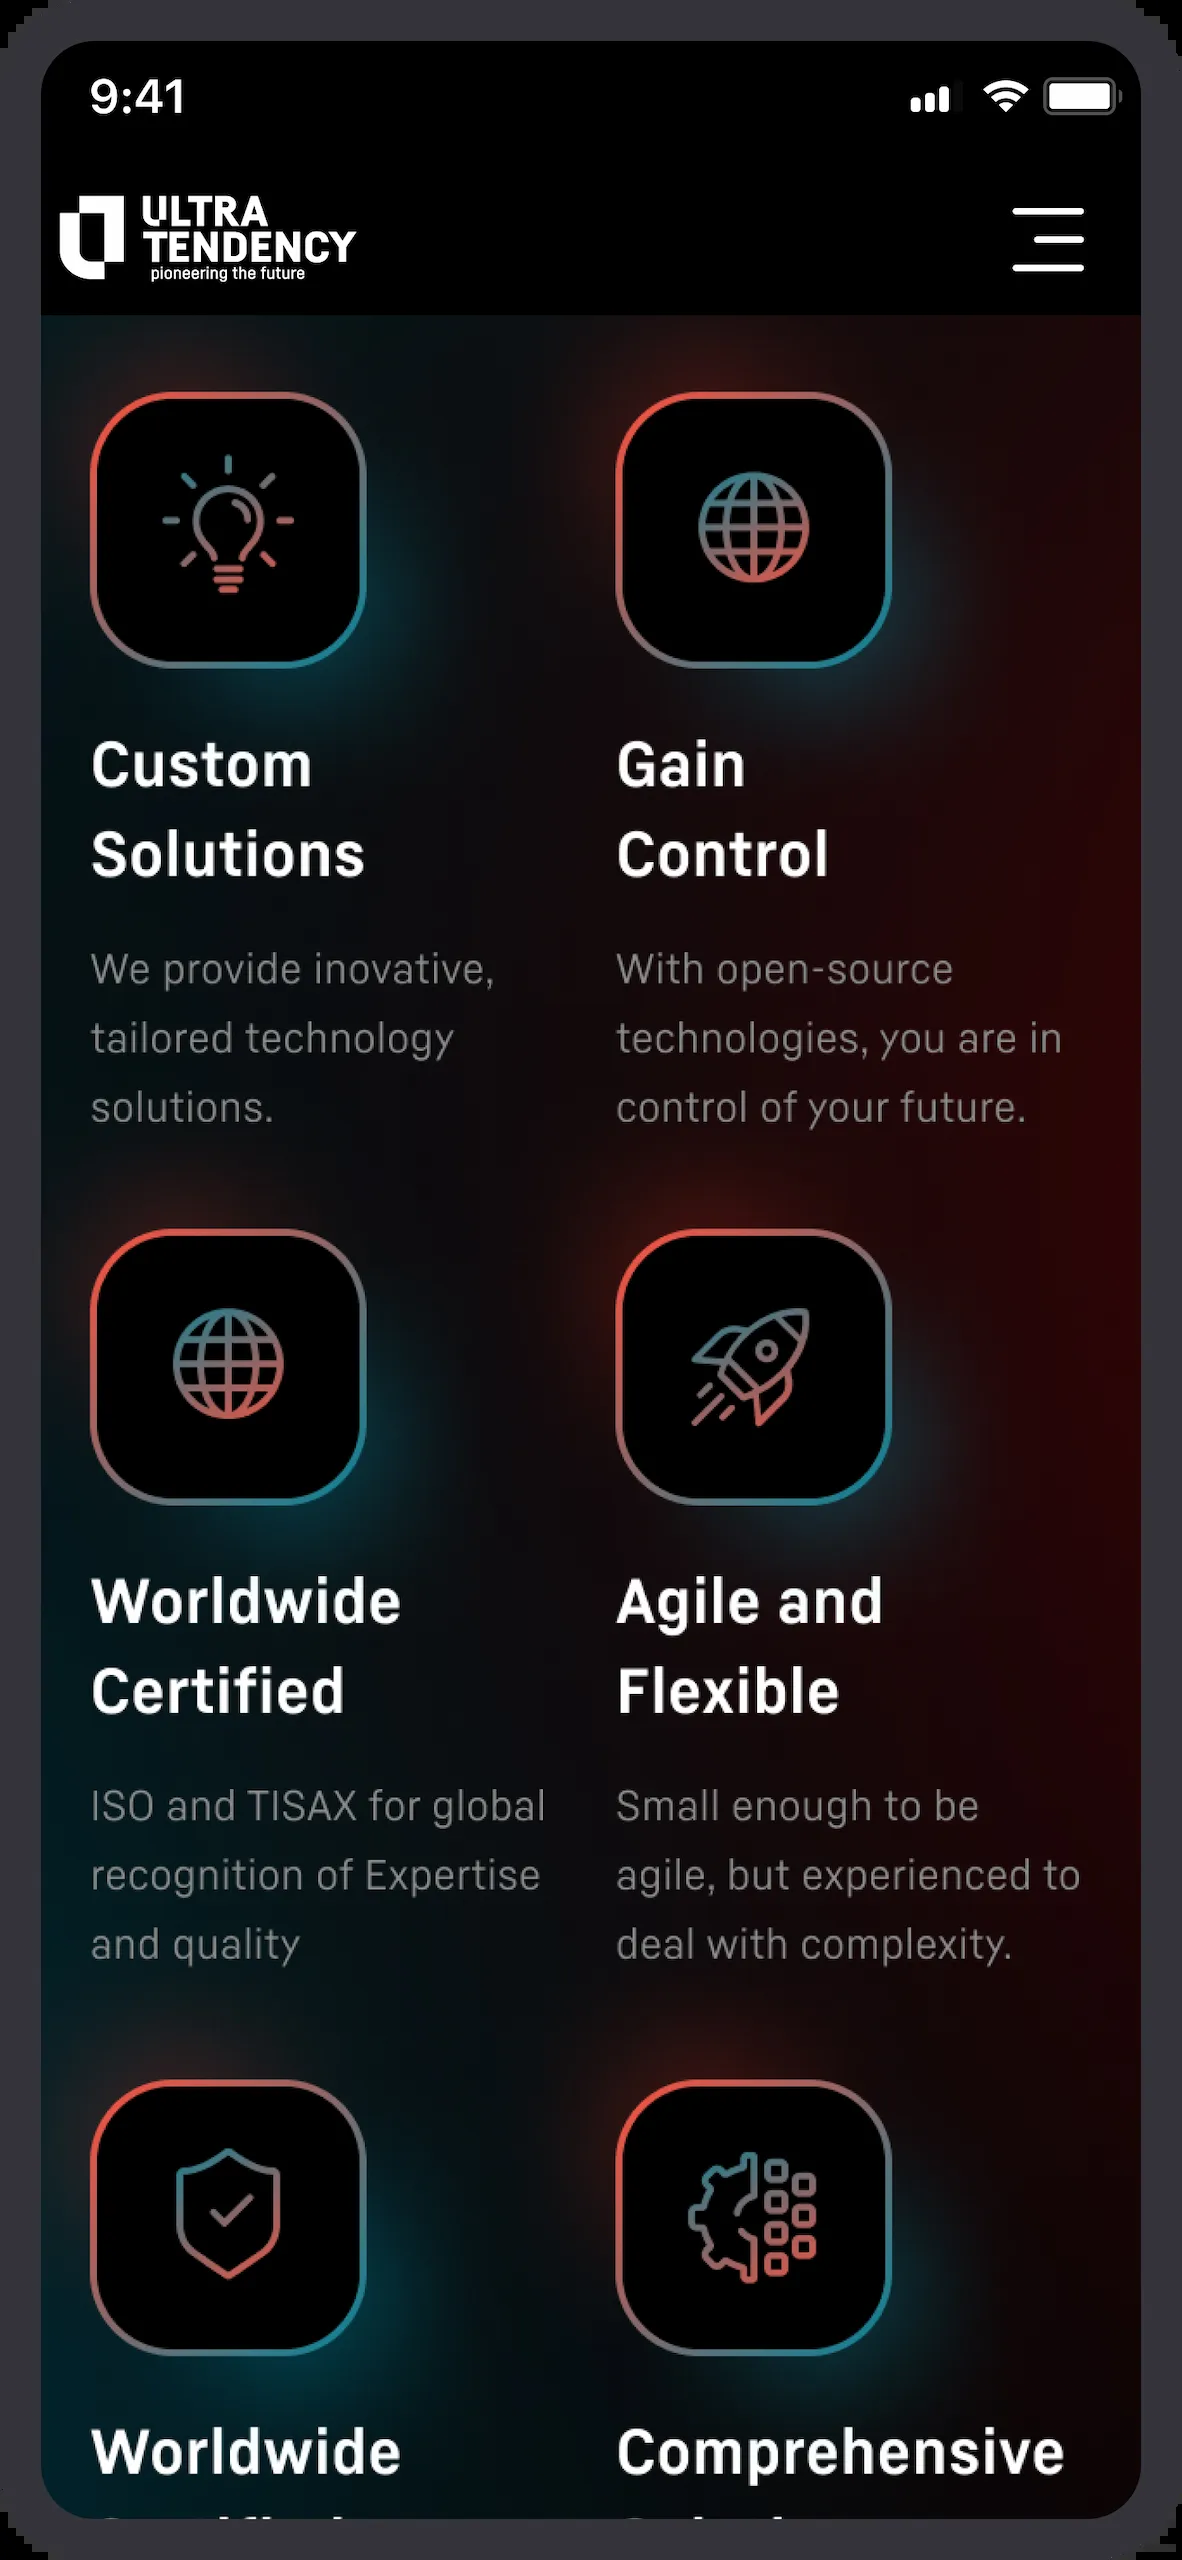 9:41
ULTRA
TENDENCY
pioneering the future
Custom
Solutions
We provide inovative,
tailored technology
solutions.
Gain
Control
With open-source
technologies, you are in
control of your future.
Worldwide
Certified
ISO and TISAX for global
recognition of Expertise
and quality
Agile and
Flexible
Small enough to be
agile, but experienced to
deal with complexity.
Worldwide
Comprehensive